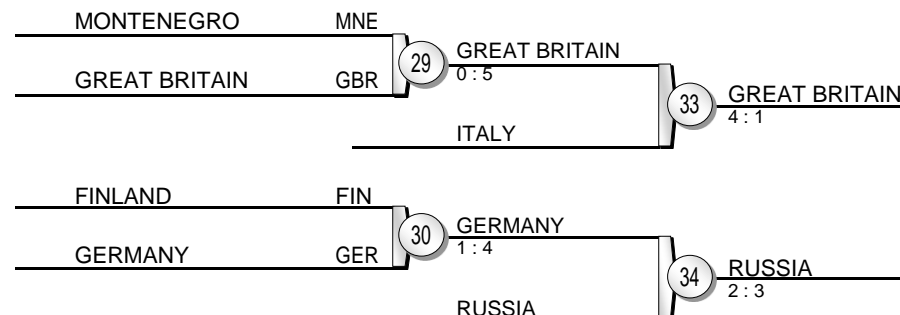 MONTENEGRO MNE
29 GREAT BRITAIN
0 : 5
GREAT BRITAIN GBR
33 GREAT BRITAIN
4 : 1
ITALY
FINLAND FIN
30 GERMANY
1 : 4
GERMANY GER
34 RUSSIA
2 : 3
RUSSIA